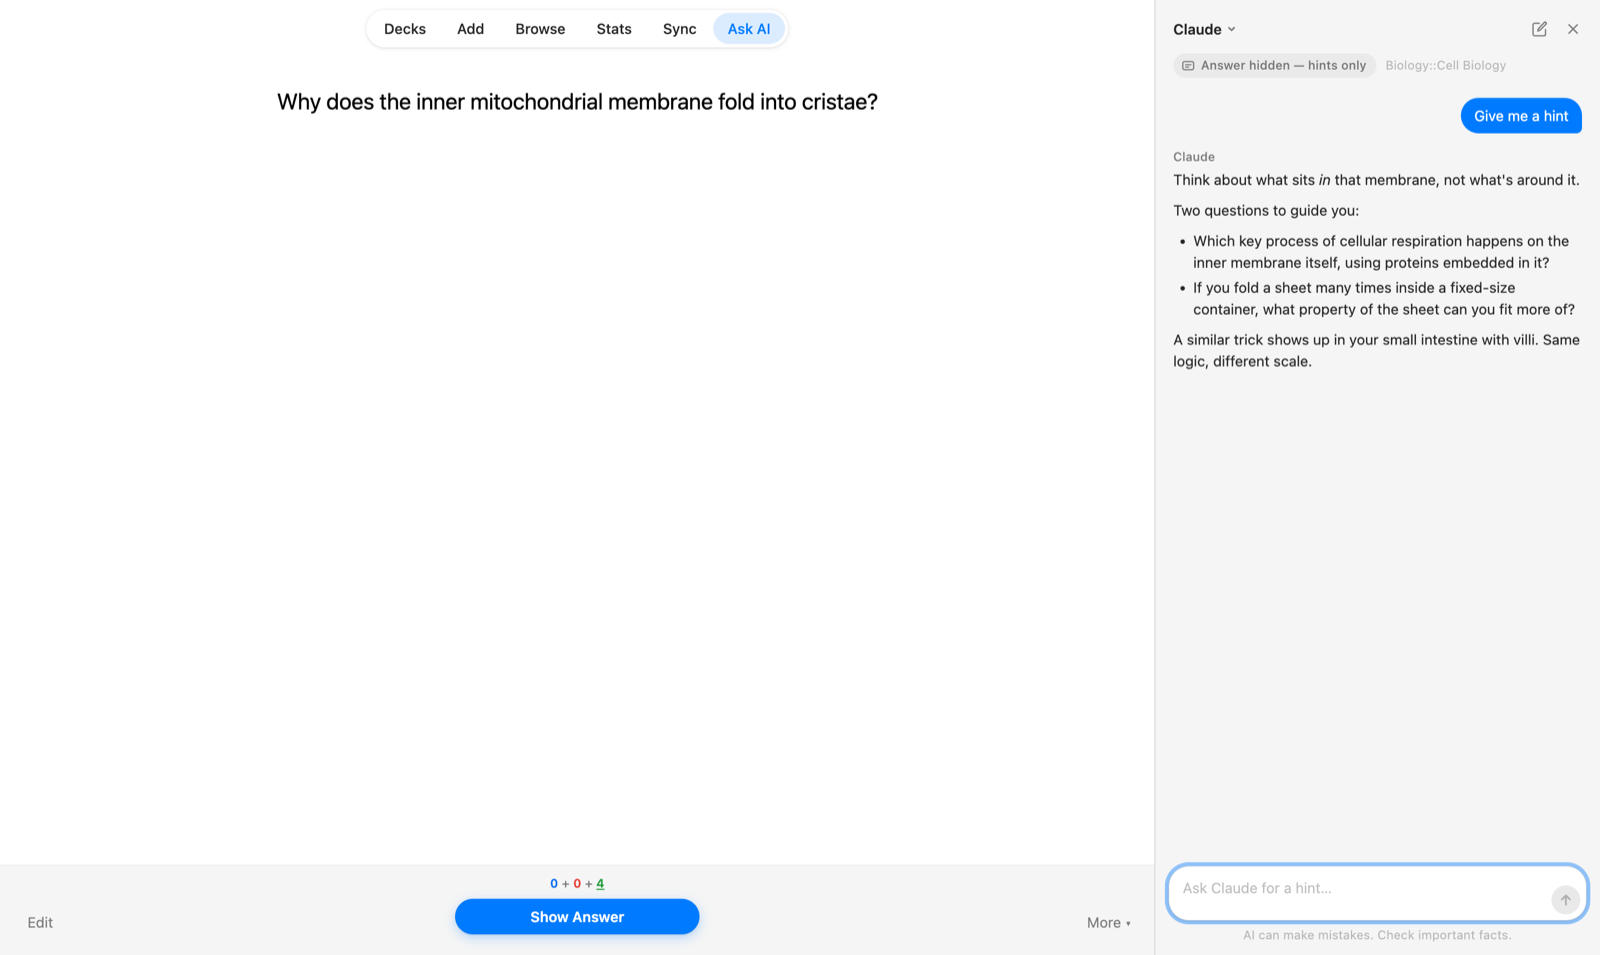 Decks Add Browse Stats Sync Ask AI
Why does the inner mitochondrial membrane fold into cristae?
0 + 0 + 4
Edit
Show Answer
More
Claude
Answer hidden — hints only
Biology::Cell Biology
Give me a hint
Claude
Think about what sits in that membrane, not what's around it.
Two questions to guide you:
• Which key process of cellular respiration happens on the
inner membrane itself, using proteins embedded in it?
• If you fold a sheet many times inside a fixed-size
container, what property of the sheet can you fit more of?
A similar trick shows up in your small intestine with villi. Same
logic, different scale.
Ask Claude for a hint...
AI can make mistakes. Check important facts.